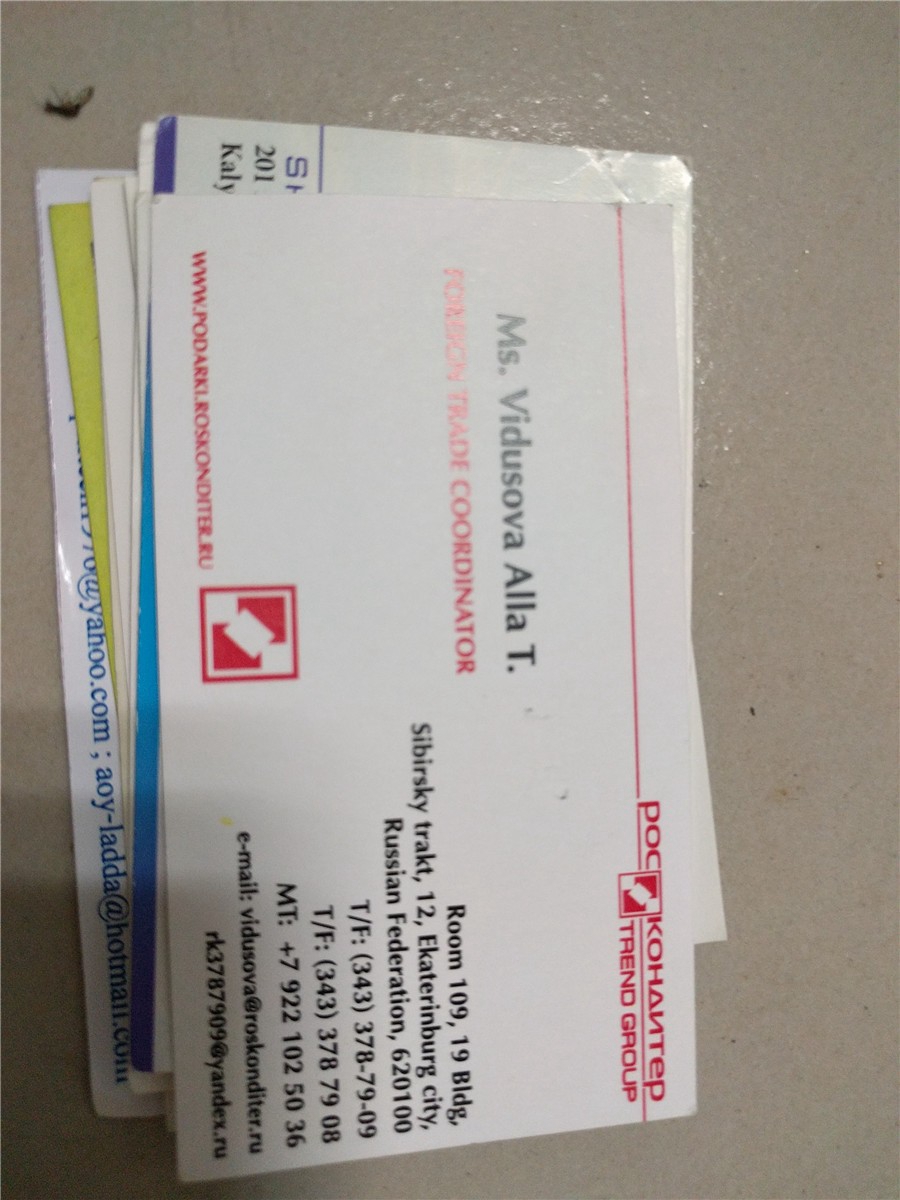 РОСКОНДИТЕР
TREND GROUP
Ms. Vidusova Alla T.
FOREIGN TRADE COORDINATOR
Room 109, 19 Bldg,
Sibirsky trakt, 12, Ekaterinburg city,
Russian Federation, 620100
T/F: (343) 378-79-09
T/F: (343) 378 79 08
MT: +7 922 102 50 36
e-mail: vidusova@roskonditer.ru
rk3787909@yandex.ru
WWW.PODARKI.ROSKONDITER.RU
201
Kaly
@yahoo.com ; aoy-ladda@hotmail.com